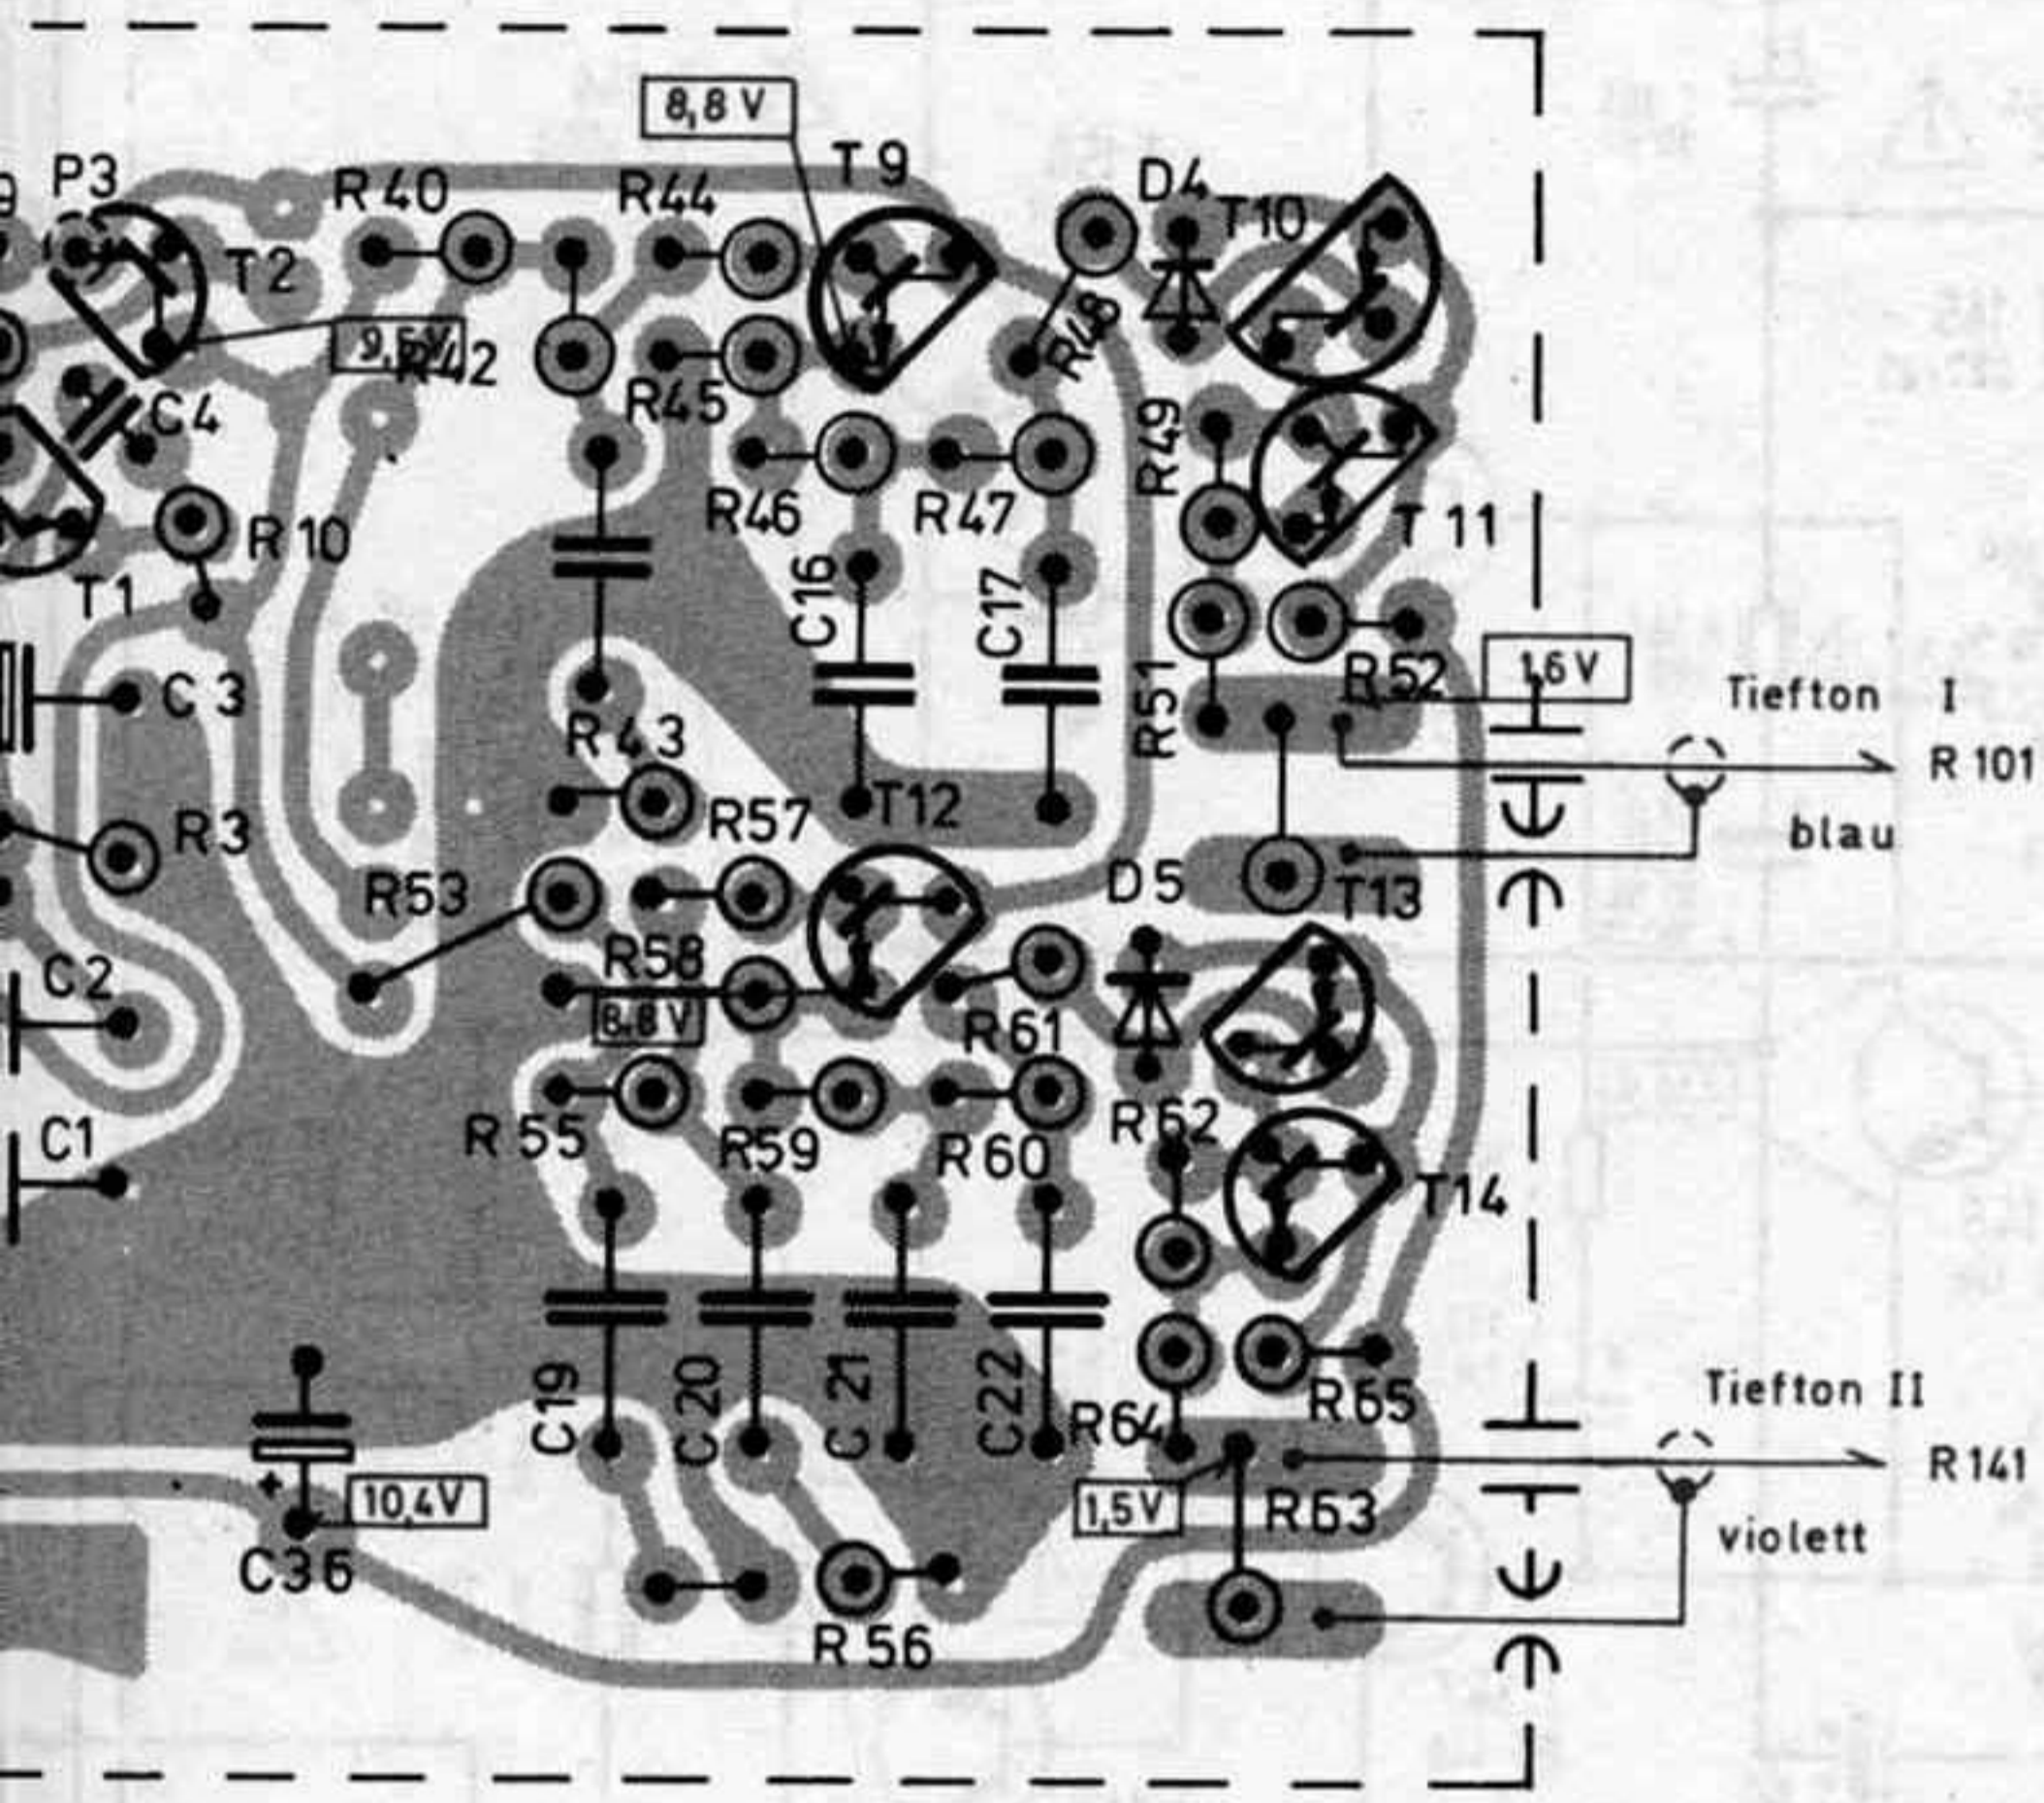 8,8 V
P3
R40
R44
T9
D4
T10
T2
9,5V
R42
R45
R48
C4
R49
R46
R47
R10
T11
T1
C16
C17
R52
1,6 V
Tiefton I
C3
R43
R51
R101
T12
R57
R3
blau
R53
D5
T13
R58
C2
8,8 V
R61
C1
R55
R59
R60
R62
T14
C19
C20
C21
C22
R64
R65
Tiefton II
+
10,4V
R141
1,5V
R63
violett
C36
R56